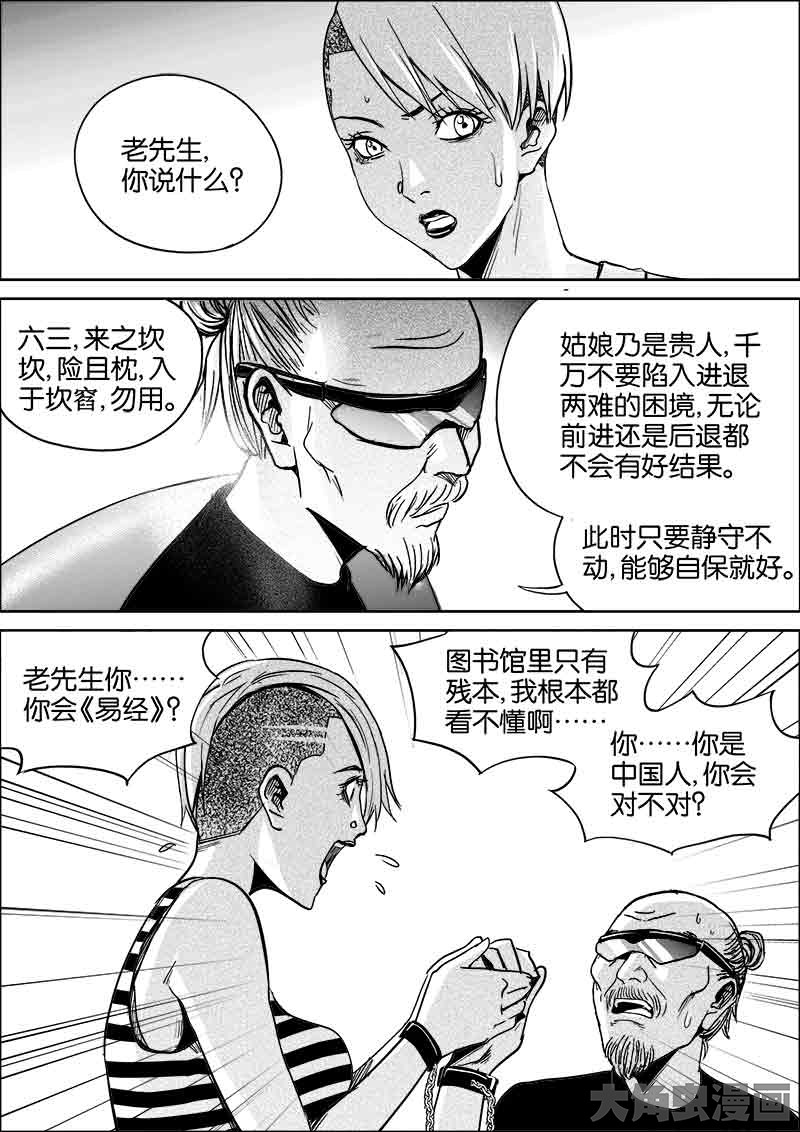 老先生,
你说什么?
六三,来之坎
坎,险且枕,入
于坎窞,勿用。
姑娘乃是贵人,千
万不要陷入进退
两难的困境,无论
前进还是后退都
不会有好结果。
此时只要静守不
动,能够自保就好。
老先生你……
你会《易经》?
图书馆里只有
残本,我根本都
看不懂啊……
你……你是
中国人,你会
对不对?
大角虫漫画